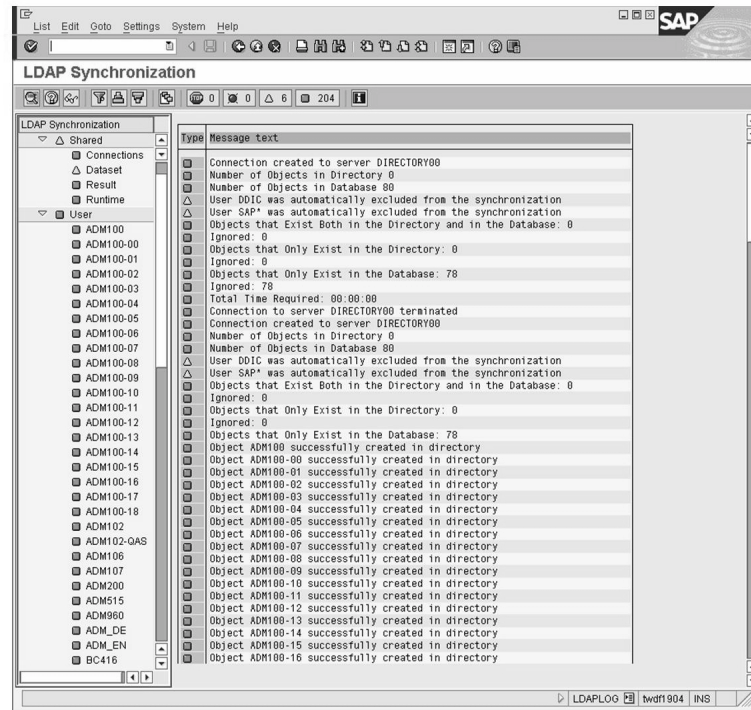 List Edit Goto Settings System Help
SAP
LDAP Synchronization
0 0 6 204
LDAP Synchronization
Shared
Connections
Dataset
Result
Runtime
User
ADM100
ADM100-00
ADM100-01
ADM100-02
ADM100-03
ADM100-04
ADM100-05
ADM100-06
ADM100-07
ADM100-08
ADM100-09
ADM100-10
ADM100-11
ADM100-12
ADM100-13
ADM100-14
ADM100-15
ADM100-16
ADM100-17
ADM100-18
ADM102
ADM102-QAS
ADM106
ADM107
ADM200
ADM515
ADM960
ADM_DE
ADM_EN
BC416
Type Message text
Connection created to server DIRECTORY00
Number of Objects in Directory 0
Number of Objects in Database 80
User DDIC was automatically excluded from the synchronization
User SAP* was automatically excluded from the synchronization
Objects that Exist Both in the Directory and in the Database: 0
Ignored: 0
Objects that Only Exist in the Directory: 0
Ignored: 0
Objects that Only Exist in the Database: 78
Ignored: 78
Total Time Required: 00:00:00
Connection to server DIRECTORY00 terminated
Connection created to server DIRECTORY00
Number of Objects in Directory 0
Number of Objects in Database 80
User DDIC was automatically excluded from the synchronization
User SAP* was automatically excluded from the synchronization
Objects that Exist Both in the Directory and in the Database: 0
Ignored: 0
Objects that Only Exist in the Directory: 0
Ignored: 0
Objects that Only Exist in the Database: 78
Object ADM100 successfully created in directory
Object ADM100-00 successfully created in directory
Object ADM100-01 successfully created in directory
Object ADM100-02 successfully created in directory
Object ADM100-03 successfully created in directory
Object ADM100-04 successfully created in directory
Object ADM100-05 successfully created in directory
Object ADM100-06 successfully created in directory
Object ADM100-07 successfully created in directory
Object ADM100-08 successfully created in directory
Object ADM100-09 successfully created in directory
Object ADM100-10 successfully created in directory
Object ADM100-11 successfully created in directory
Object ADM100-12 successfully created in directory
Object ADM100-13 successfully created in directory
Object ADM100-14 successfully created in directory
Object ADM100-15 successfully created in directory
Object ADM100-16 successfully created in directory
LDAPLOG twdf1904 INS